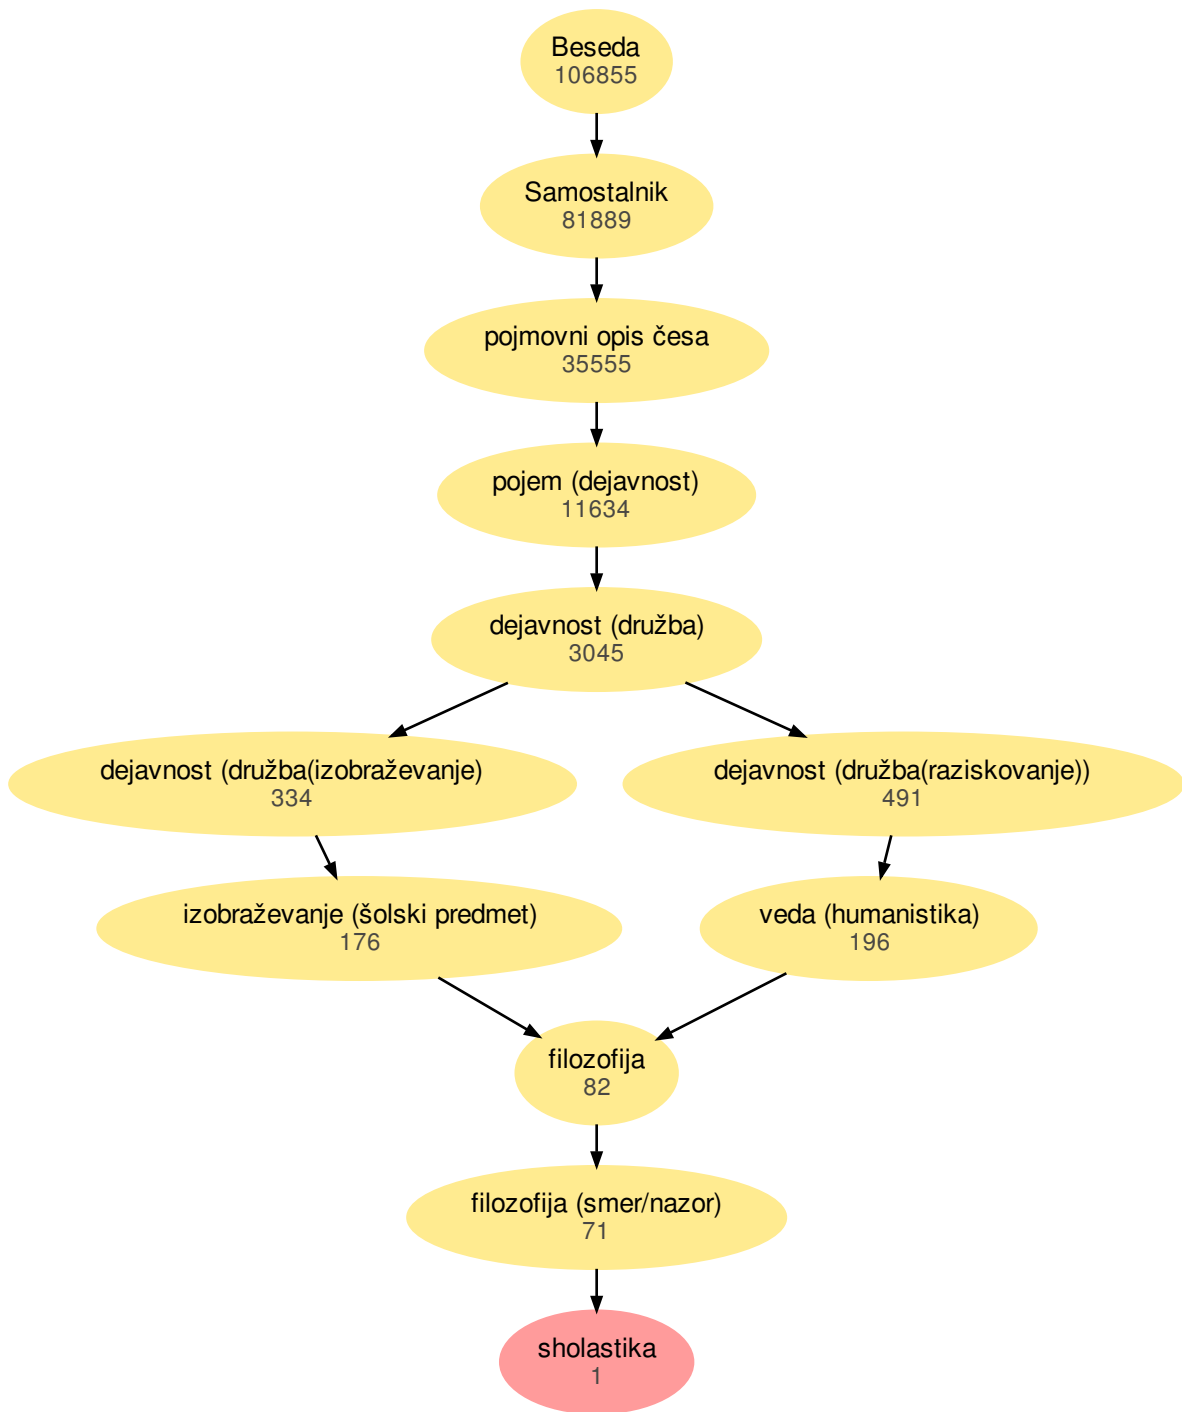 Beseda
106855
Samostalnik
81889
pojmovni opis česa
35555
pojem (dejavnost)
11634
dejavnost (družba)
3045
dejavnost (družba(izobraževanje)
334
dejavnost (družba(raziskovanje))
491
izobraževanje (šolski predmet)
176
veda (humanistika)
196
filozofija
82
filozofija (smer/nazor)
71
sholastika
1